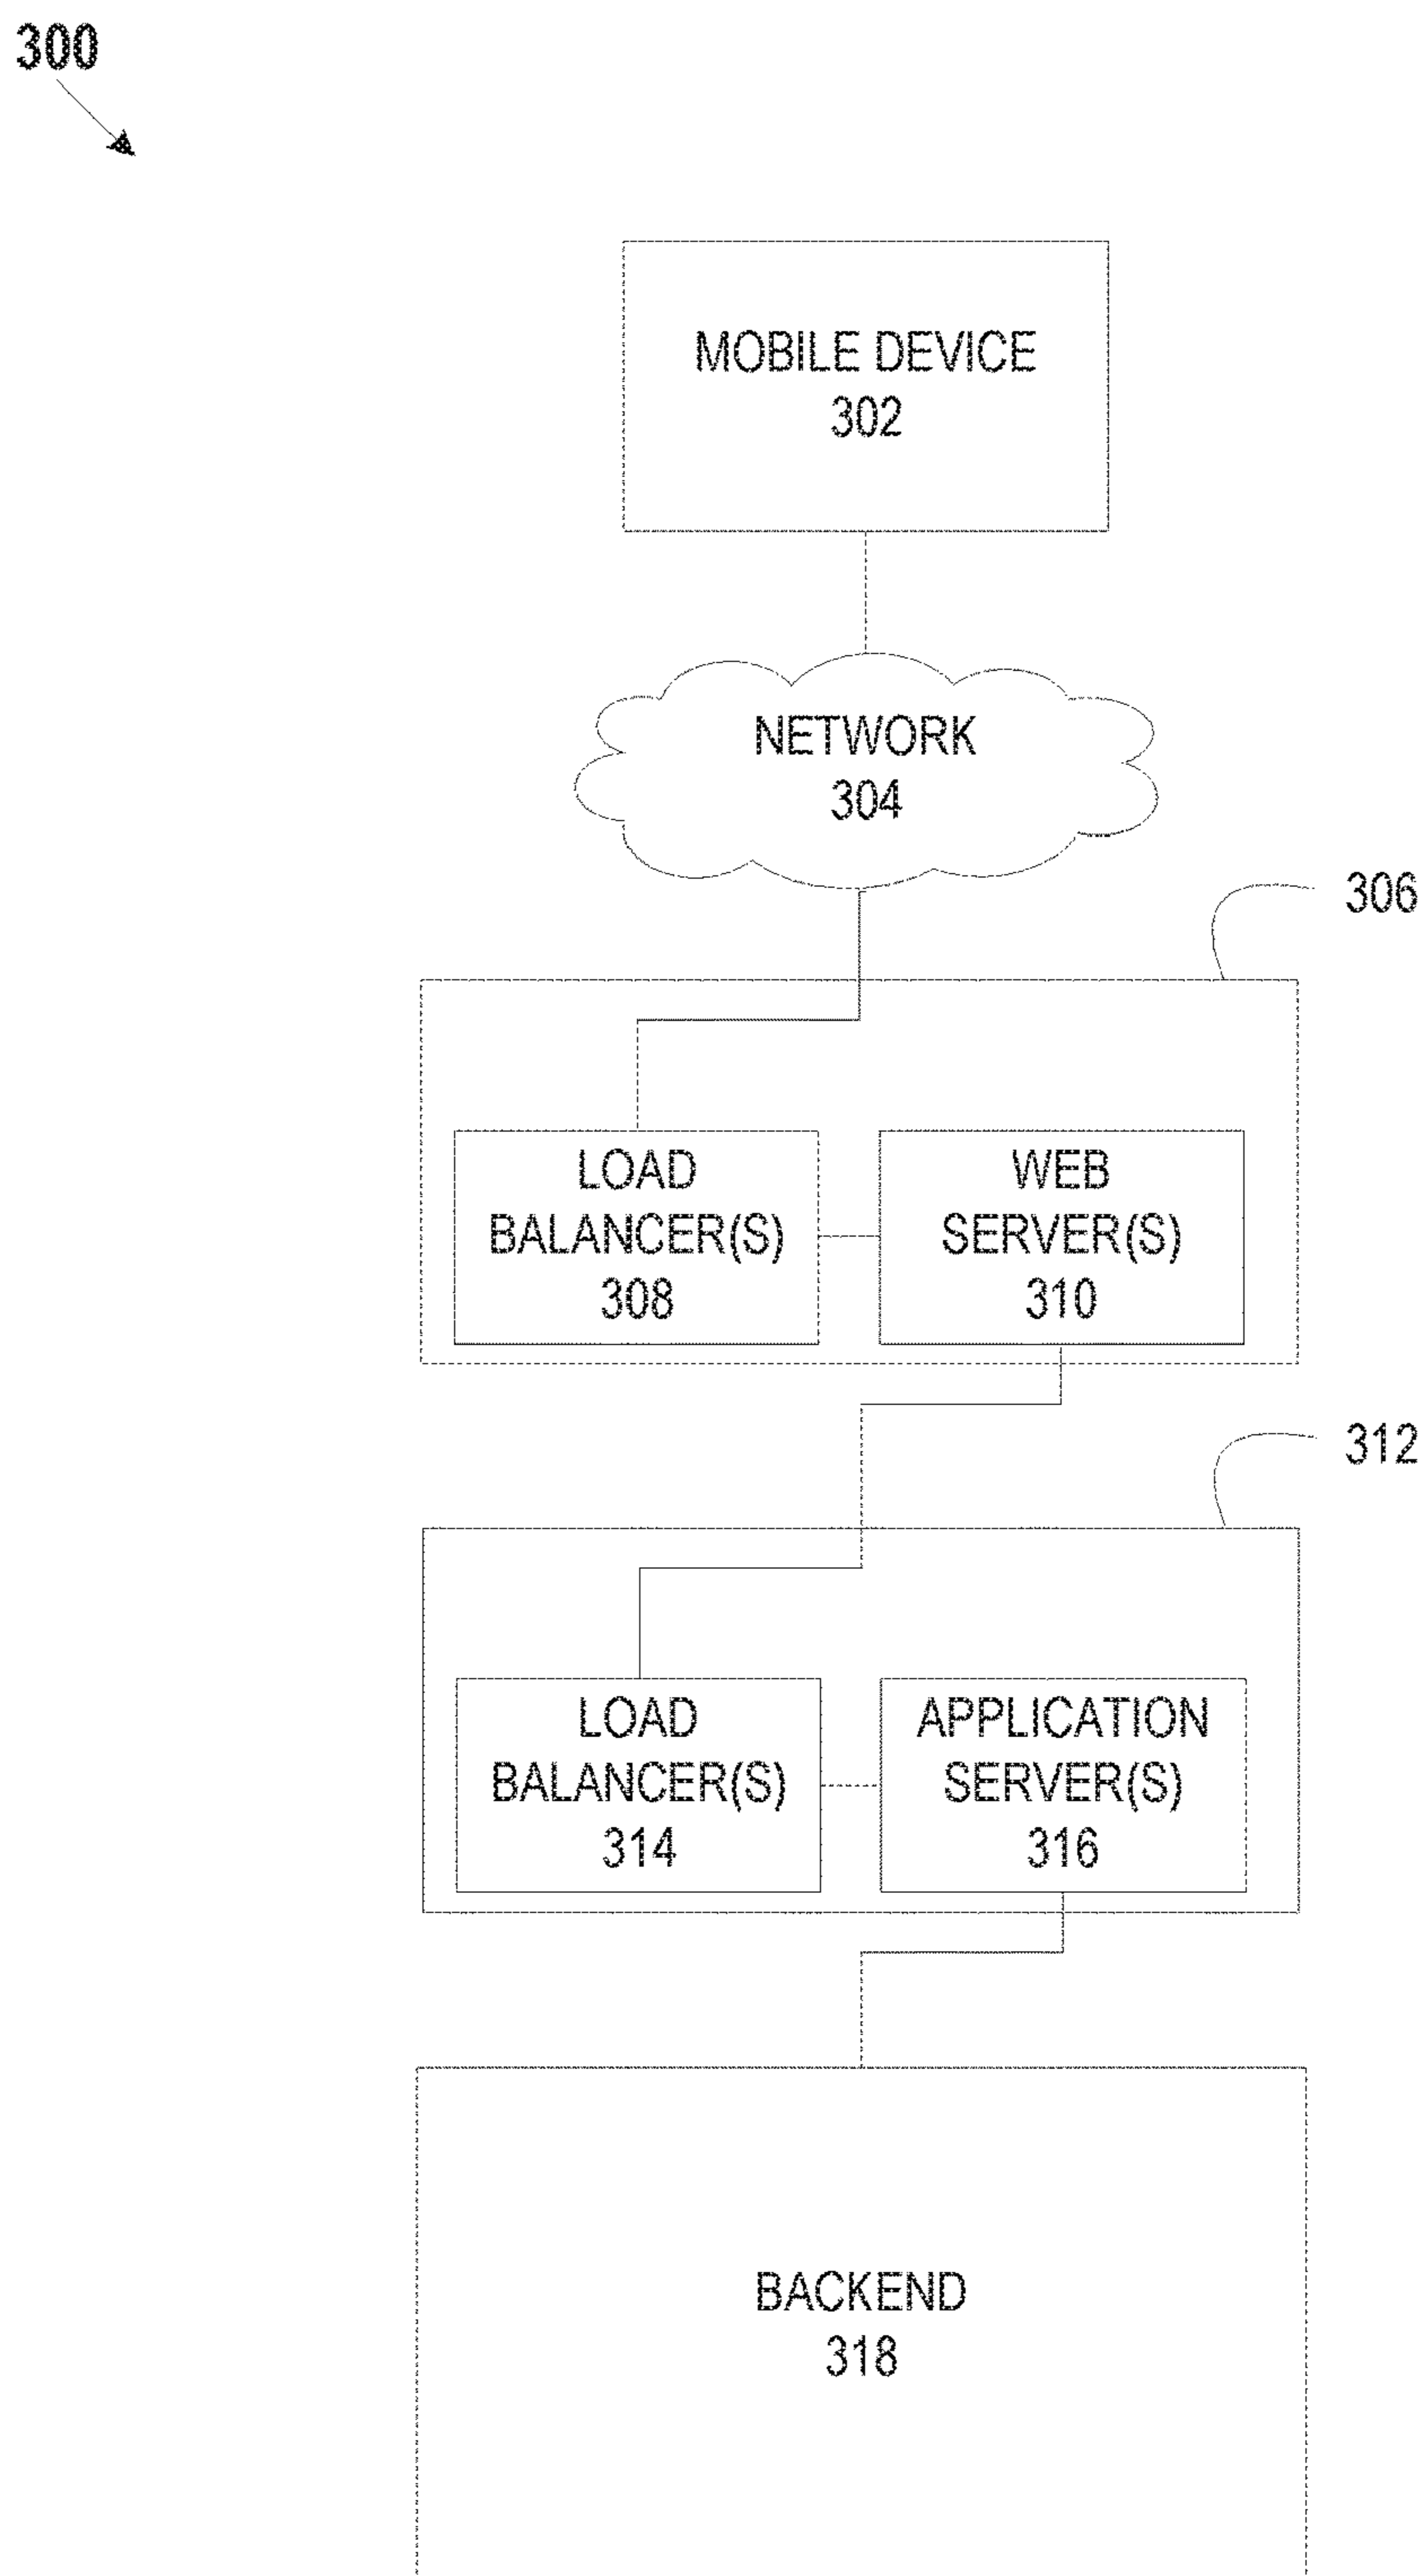 300
MOBILE DEVICE
302
NETWORK
304
306
LOAD
BALANCER(S)
308
WEB
SERVER(S)
310
312
LOAD
BALANCER(S)
314
APPLICATION
SERVER(S)
316
BACKEND
318